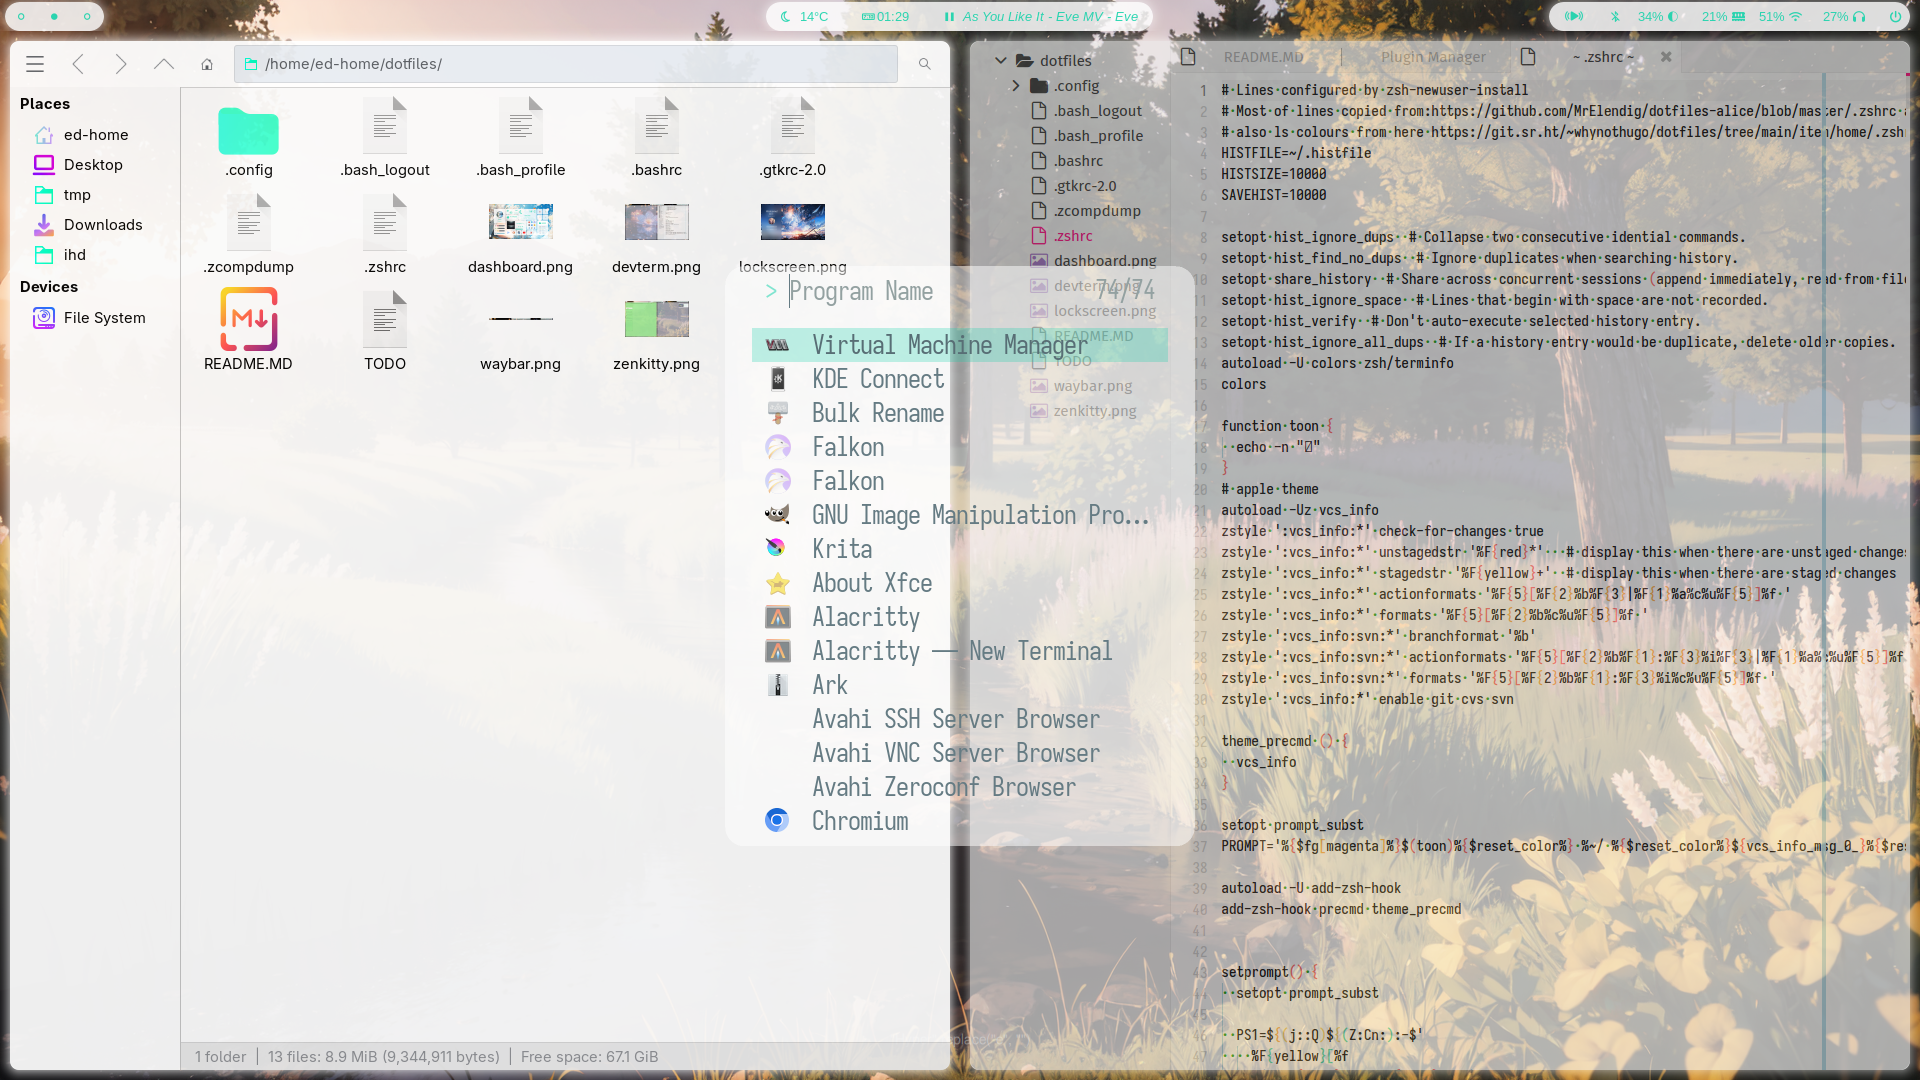 14°C
01:29
As You Like It - Eve MV - Eve
34%
21%
51%
27%
/home/ed-home/dotfiles/
Places
ed-home
Desktop
tmp
Downloads
ihd
Devices
File System
.config
.bash_logout
.bash_profile
.bashrc
.gtkrc-2.0
.zcompdump
.zshrc
dashboard.png
devterm.png
lockscreen.png
README.MD
TODO
waybar.png
zenkitty.png
1 folder | 13 files: 8.9 MiB (9,344,911 bytes) | Free space: 67.1 GiB
> Program Name
74/74
Virtual Machine Manager
KDE Connect
Bulk Rename
Falkon
Falkon
GNU Image Manipulation Pro...
Krita
About Xfce
Alacritty
Alacritty — New Terminal
Ark
Avahi SSH Server Browser
Avahi VNC Server Browser
Avahi Zeroconf Browser
Chromium
dotfiles
.config
.bash_logout
.bash_profile
.bashrc
.gtkrc-2.0
.zcompdump
.zshrc
dashboard.png
devterm.png
lockscreen.png
README.MD
TODO
waybar.png
zenkitty.png
README.MD
Plugin Manager
~ .zshrc ~
1 # Lines configured by zsh-newuser-install
2 # Most of lines copied from:https://github.com/MrElendig/dotfiles-alice/blob/master/.zshrc
3 # also ls colours from here https://git.sr.ht/~whynothugo/dotfiles/tree/main/item/home/.zsh
4 HISTFILE=~/.histfile
5 HISTSIZE=10000
6 SAVEHIST=10000
7
8 setopt hist_ignore_dups  # Collapse two consecutive idential commands.
9 setopt hist_find_no_dups  # Ignore duplicates when searching history.
10 setopt share_history # Share across concurrent sessions (append immediately, read from file
11 setopt hist_ignore_space  # Lines that begin with space are not recorded.
12 setopt hist_verify  # Don't auto-execute selected history entry.
13 setopt hist_ignore_all_dups  # If a history entry would be duplicate, delete older copies.
14 autoload -U colors zsh/terminfo
15 colors
16
17 function toon {
18   echo -n ""
19 }
20 # apple theme
21 autoload -Uz vcs_info
22 zstyle ':vcs_info:*' check-for-changes true
23 zstyle ':vcs_info:*' unstagedstr '%F{red}*'   # display this when there are unstaged changes
24 zstyle ':vcs_info:*' stagedstr '%F{yellow}+'  # display this when there are staged changes
25 zstyle ':vcs_info:*' actionformats '%F{5}[%F{2}%b%F{3}|%F{1}%a%c%u%F{5}]%f '
26 zstyle ':vcs_info:*' formats '%F{5}[%F{2}%b%c%u%F{5}]%f '
27 zstyle ':vcs_info:svn:*' branchformat '%b'
28 zstyle ':vcs_info:svn:*' actionformats '%F{5}[%F{2}%b%F{1}:%F{3}%i%F{3}|%F{1}%a%c%u%F{5}]%f
29 zstyle ':vcs_info:svn:*' formats '%F{5}[%F{2}%b%F{1}:%F{3}%i%c%u%F{5}]%f '
30 zstyle ':vcs_info:*' enable git cvs svn
31
32 theme_precmd () {
33   vcs_info
34 }
35
36 setopt prompt_subst
37 PROMPT='%{$fg[magenta]%}$(toon)%{$reset_color%} %~/ %{$reset_color%}${vcs_info_msg_0_}%{$res
38
39 autoload -U add-zsh-hook
40 add-zsh-hook precmd theme_precmd
41
42
43 setprompt() {
44   setopt prompt_subst
45
46   PS1=${(j::Q)${(Z:Cn:):-$'
47     %F{yellow}[%f